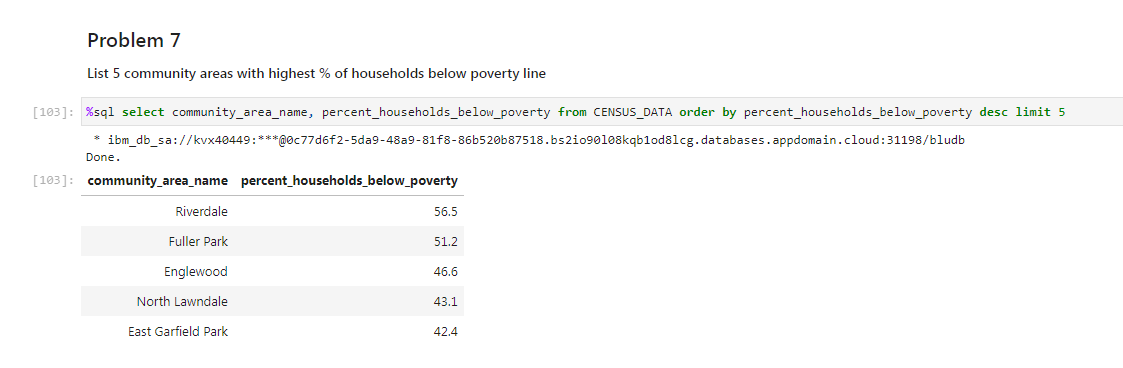 Problem 7
List 5 community areas with highest % of households below poverty line
[103]: %sql select community_area_name, percent_households_below_poverty from CENSUS_DATA order by percent_households_below_poverty desc limit 5
* ibm_db_sa://kvx40449:***@0c77d6f2-5da9-48a9-81f8-86b520b87518.bs2io90l08kqb1od8lcg.databases.appdomain.cloud:31198/bludb
Done.
[103]: community_area_name percent_households_below_poverty
Riverdale 56.5
Fuller Park 51.2
Englewood 46.6
North Lawndale 43.1
East Garfield Park 42.4